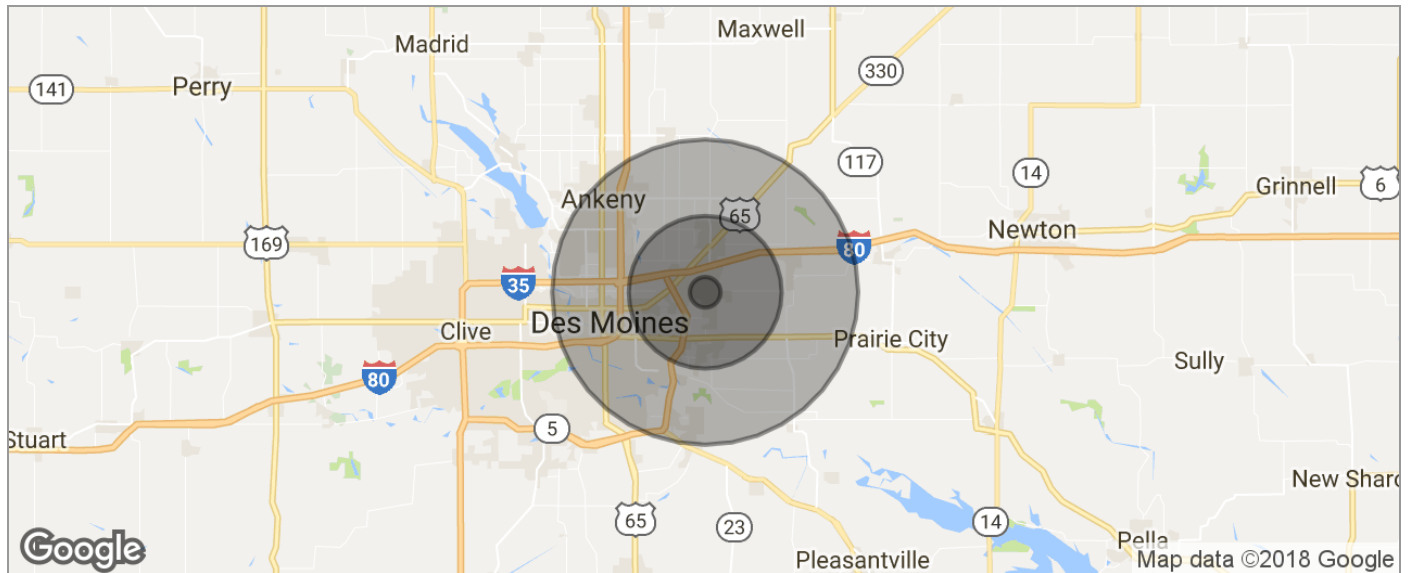 Maxwell
Madrid
330
141
Perry
117
14
6
Grinnell
Ankeny
65
169
Newton
80
35
Des Moines
Clive
Prairie City
Sully
80
5
Stuart
New Sharo
65
23
14
Pella
Google
Pleasantville
Map data ©2018 Google